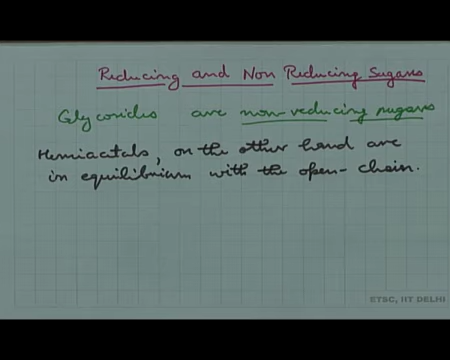 Reducing and Non Reducing Sugars
Glycosides are non reducing sugars
Hemiacetals, on the other hand are
in equilibrium with the open-chain.
ETSC, IIT DELHI